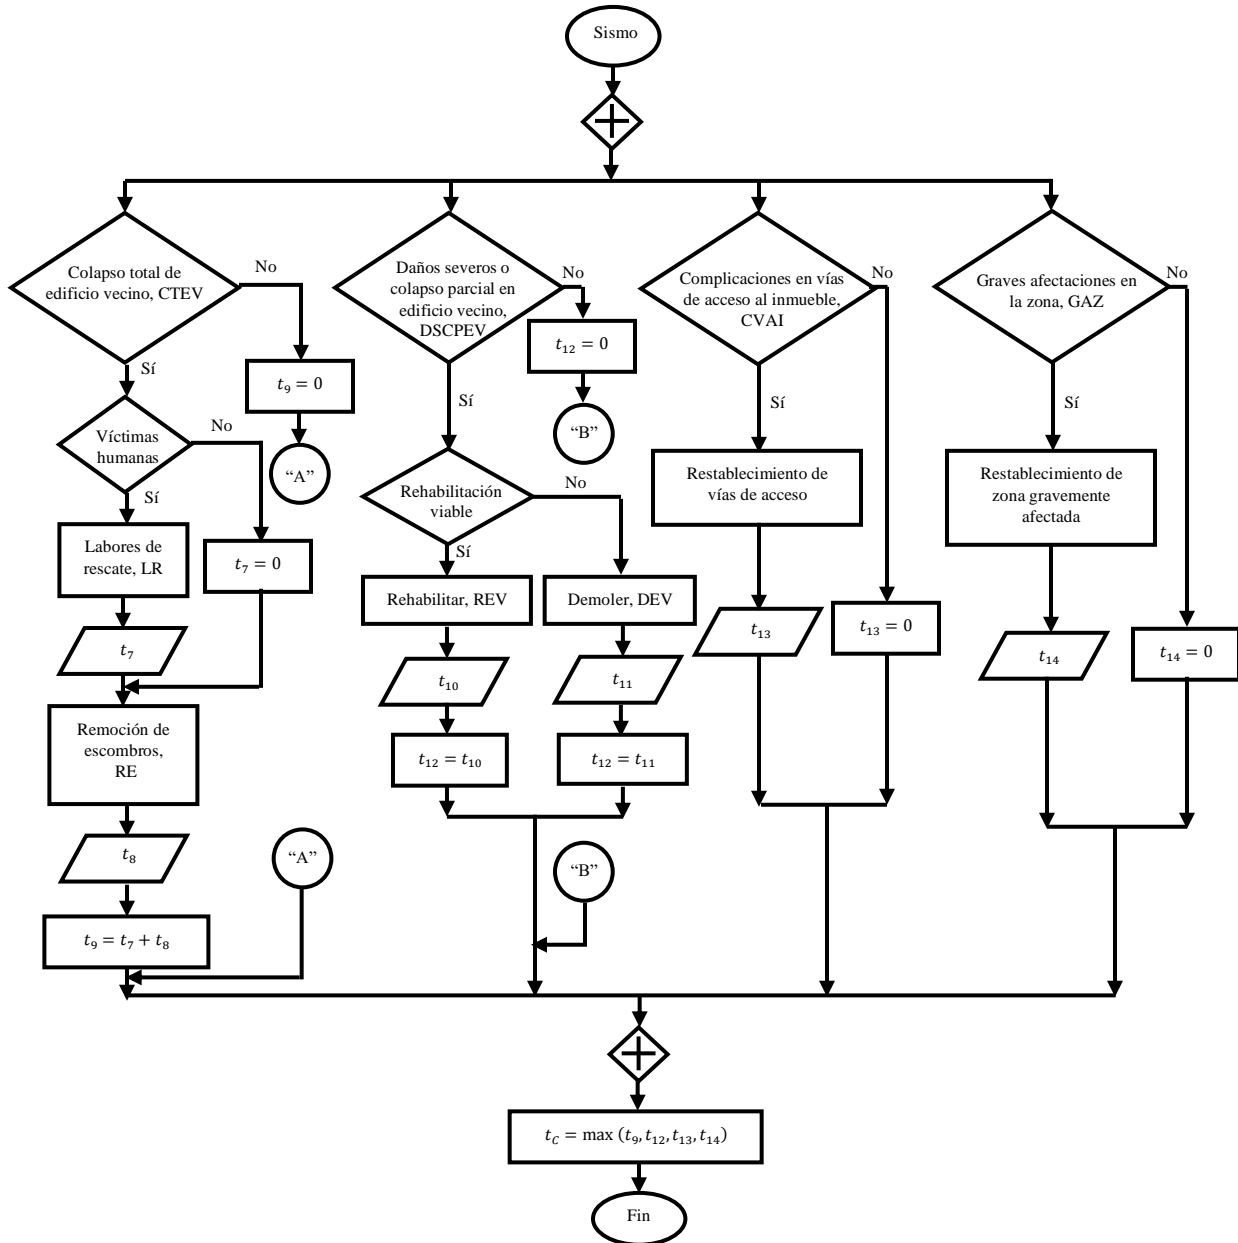 Sismo
Colapso total de
edificio vecino, CTEV
No
Sí
t₉ = 0
"A"
Víctimas
humanas
No
Sí
Labores de
rescate, LR
t₇ = 0
t₇
Remoción de
escombros,
RE
t₈
"A"
t₉ = t₇ + t₈
Daños severos o
colapso parcial en
edificio vecino,
DSCPEV
No
Sí
t₁₂ = 0
"B"
Rehabilitación
viable
No
Sí
Rehabilitar, REV
Demoler, DEV
t₁₀
t₁₁
t₁₂ = t₁₀
t₁₂ = t₁₁
"B"
Complicaciones en vías
de acceso al inmueble,
CVAI
No
Sí
Restablecimiento de
vías de acceso
t₁₃
t₁₃ = 0
Graves afectaciones en
la zona, GAZ
No
Sí
Restablecimiento de
zona gravemente
afectada
t₁₄
t₁₄ = 0
t_C = max (t₉, t₁₂, t₁₃, t₁₄)
Fin